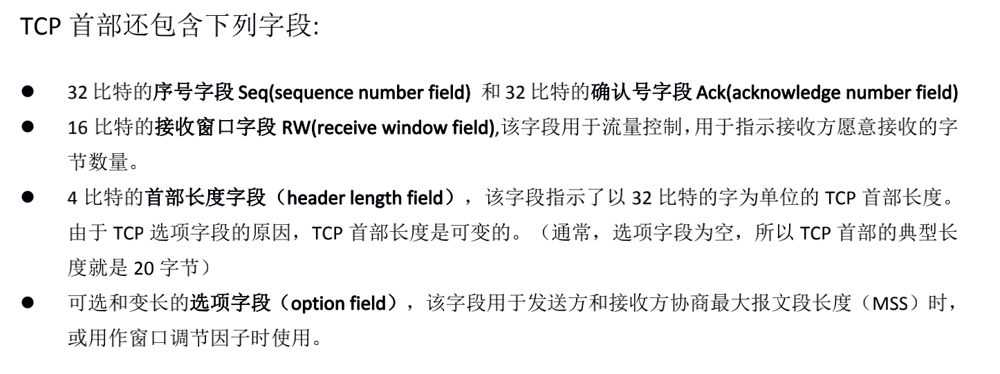 TCP 首部还包含下列字段:
● 32 比特的序号字段 Seq(sequence number field) 和 32 比特的确认号字段 Ack(acknowledge number field)
● 16 比特的接收窗口字段 RW(receive window field),该字段用于流量控制，用于指示接收方愿意接收的字
节数量。
● 4 比特的首部长度字段（header length field），该字段指示了以 32 比特的字为单位的 TCP 首部长度。
由于 TCP 选项字段的原因，TCP 首部长度是可变的。（通常，选项字段为空，所以 TCP 首部的典型长
度就是 20 字节）
● 可选和变长的选项字段（option field），该字段用于发送方和接收方协商最大报文段长度（MSS）时，
或用作窗口调节因子时使用。